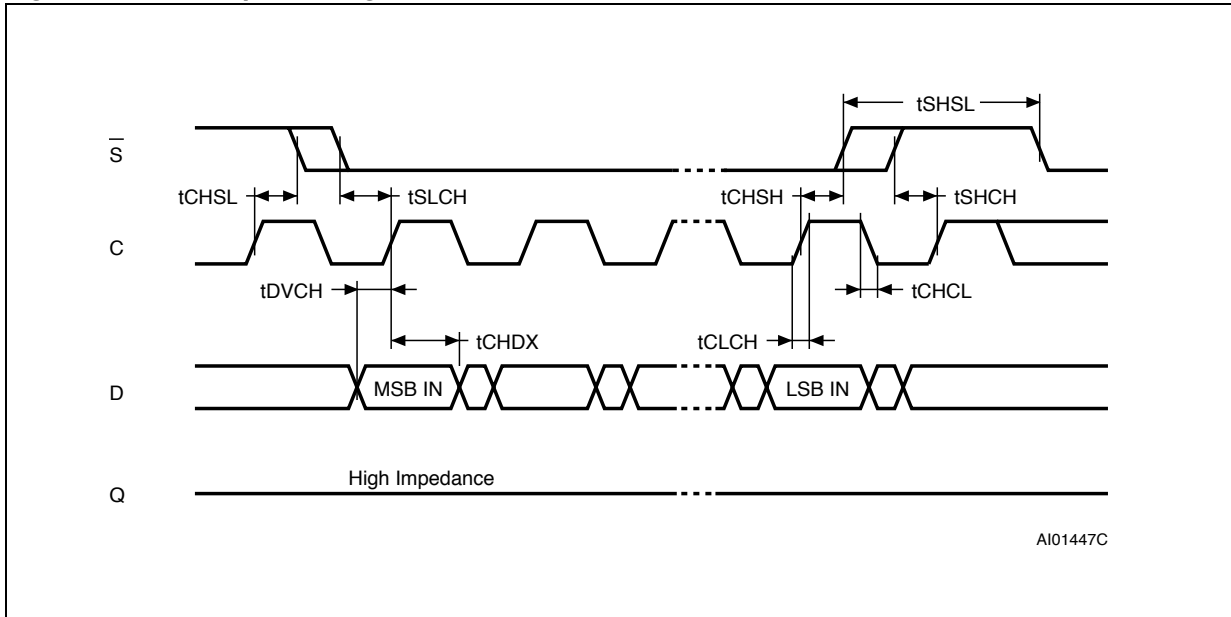 tSHSL
S
tCHSL
tSLCH
tCHSH
tSHCH
C
tDVCH
tCHCL
tCHDX
tCLCH
D
MSB IN
LSB IN
High Impedance
Q
AI01447C